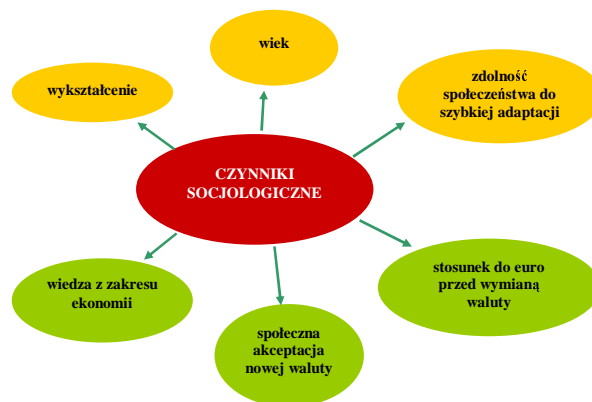 wiek
wykształcenie
zdolność
społeczeństwa do
szybkiej adaptacji
CZYNNIKI
SOCJOLOGICZNE
wiedza z zakresu
ekonomii
stosunek do euro
przed wymianą
waluty
społeczna
akceptacja
nowej waluty